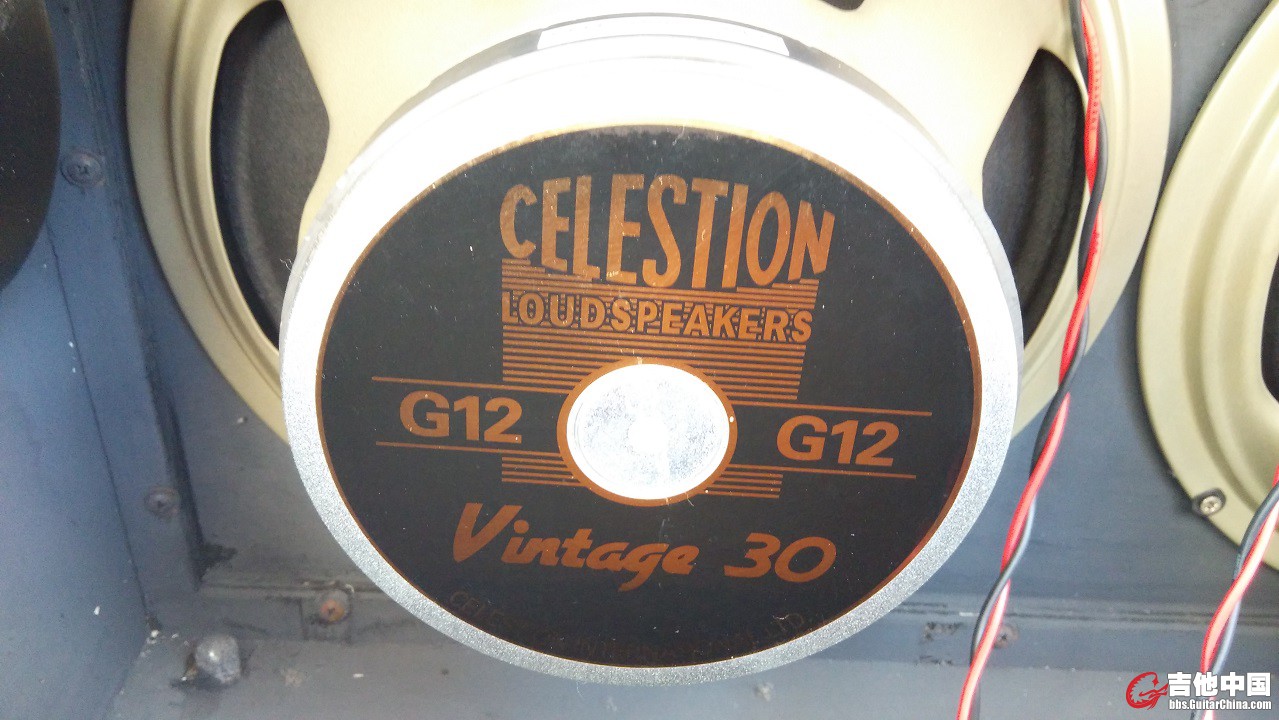 CELESTION
LOUDSPEAKERS
G12 G12
Vintage 30
吉他中国
bbs.GuitarChina.com